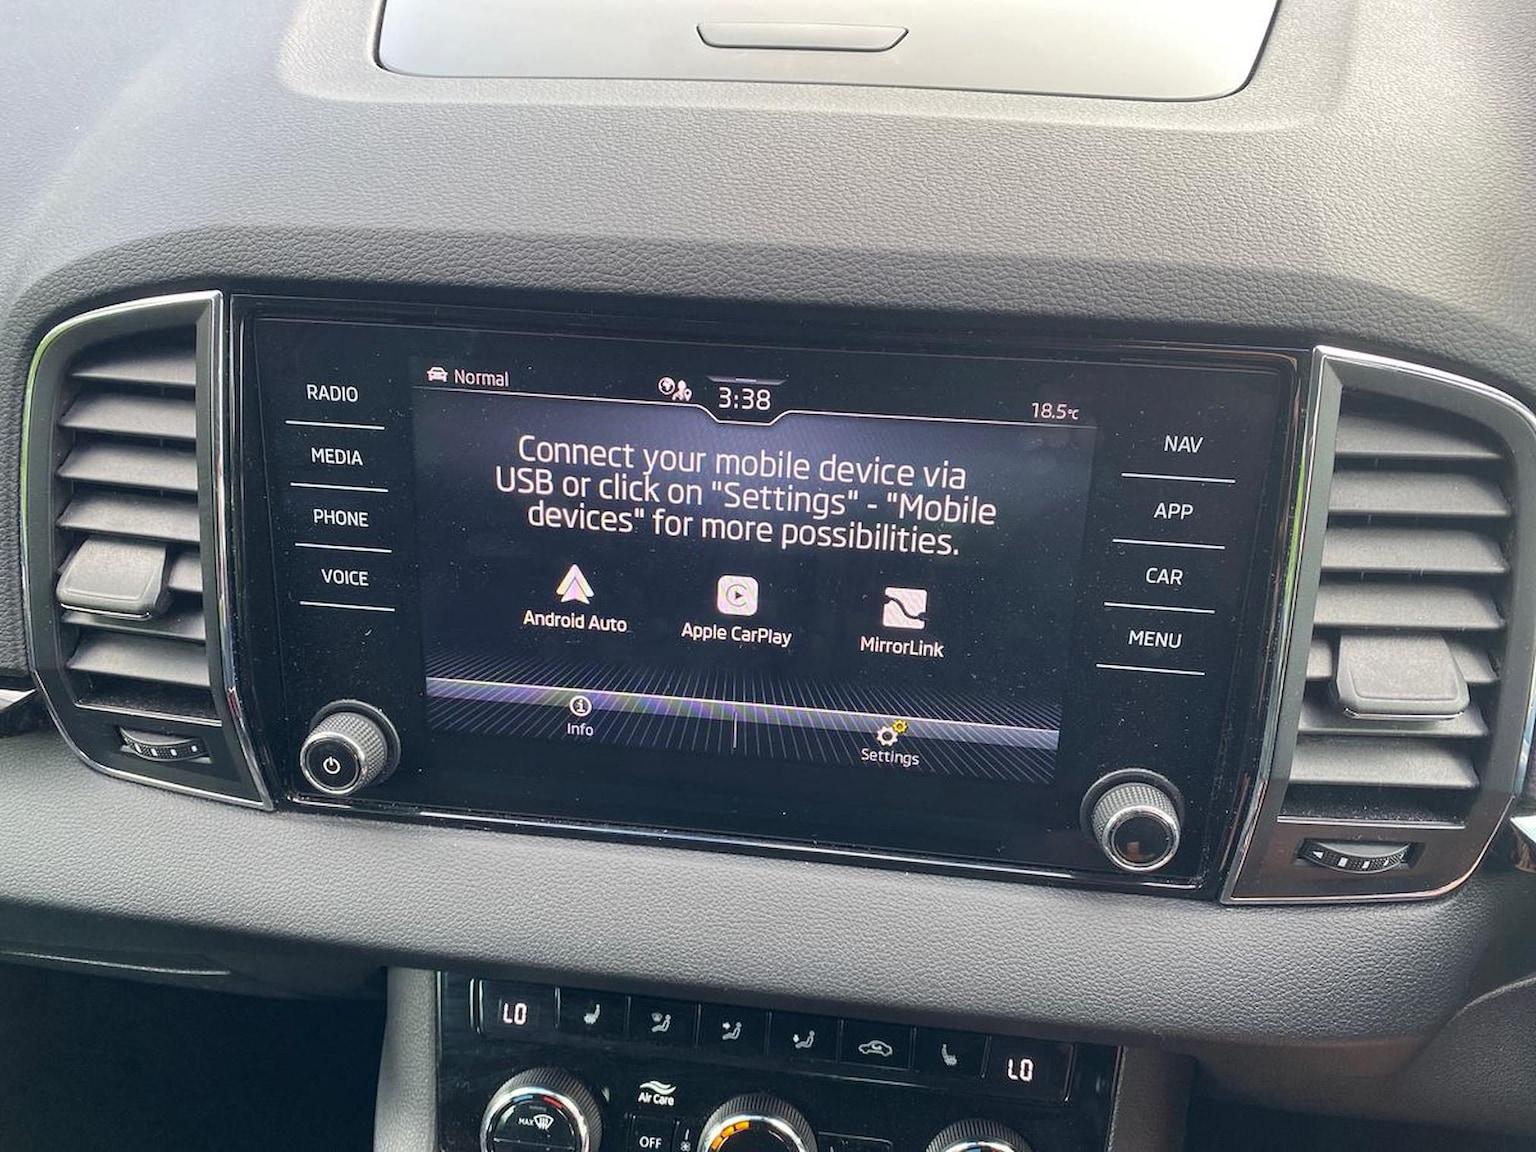 RADIO
MEDIA
PHONE
VOICE
Normal
3:38
18.5°C
Connect your mobile device via
USB or click on "Settings" - "Mobile
devices" for more possibilities.
Android Auto
Apple CarPlay
MirrorLink
Info
Settings
NAV
APP
CAR
MENU
LO
LO
Air Care
MAX
OFF